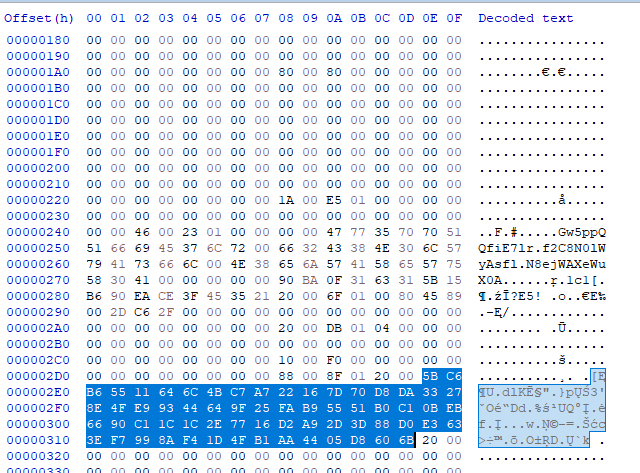 Offset(h) 00 01 02 03 04 05 06 07 08 09 0A 0B 0C 0D 0E 0F Decoded text
00000180 00 00 00 00 00 00 00 00 00 00 00 00 00 00 00 00 ................
00000190 00 00 00 00 00 00 00 00 00 00 00 00 00 00 00 00 ................
000001A0 00 00 00 00 00 00 00 00 80 00 80 00 00 00 00 00 ........€.€.....
000001B0 00 00 00 00 00 00 00 00 00 00 00 00 00 00 00 00 ................
000001C0 00 00 00 00 00 00 00 00 00 00 00 00 00 00 00 00 ................
000001D0 00 00 00 00 00 00 00 00 00 00 00 00 00 00 00 00 ................
000001E0 00 00 00 00 00 00 00 00 00 00 00 00 00 00 00 00 ................
000001F0 00 00 00 00 00 00 00 00 00 00 00 00 00 00 00 00 ................
00000200 00 00 00 00 00 00 00 00 00 00 00 00 00 00 00 00 ................
00000210 00 00 00 00 00 00 00 00 00 00 00 00 00 00 00 00 ................
00000220 00 00 00 00 00 00 00 00 1A 00 E5 01 00 00 00 00 ..........å.....
00000230 00 00 00 00 00 00 00 00 00 00 00 00 00 00 00 00 ................
00000240 00 00 46 00 23 01 00 00 00 00 47 77 35 70 70 51 ..F.#.....Gw5ppQ
00000250 51 66 69 45 37 6C 72 00 66 32 43 38 4E 30 6C 57 QfiE7lr.f2C8N0lW
00000260 79 41 73 66 6C 00 4E 38 65 6A 57 41 58 65 57 75 yAsfl.N8ejWAXeWu
00000270 58 30 41 00 00 00 00 00 90 BA 0F 31 63 31 5B 15 X0A......ŗ.1c1[.
00000280 B6 90 EA CE 3F 45 35 21 20 00 6F 01 00 80 45 89 ¶.źĪ?E5! .o..€E‰
00000290 00 2D C6 2F 00 00 00 00 00 00 00 00 00 00 00 00 .-Ę/............
000002A0 00 00 00 00 00 00 00 00 20 00 DB 01 04 00 00 00 ........ .Ū.....
000002B0 00 00 00 00 00 00 00 00 00 00 00 00 00 00 00 00 ................
000002C0 00 00 00 00 00 00 00 00 10 00 F0 00 00 00 00 00 ..........š.....
000002D0 00 00 00 00 00 00 00 00 88 00 8F 01 20 00 5B C6 ..........¸. .[Ę
000002E0 B6 55 11 64 6C 4B C7 A7 22 16 7D 70 D8 DA 33 27 ¶U.dlKĒ§".}pŲŚ3'
000002F0 8E 4F E9 93 44 64 9F 25 FA B9 55 51 B0 C1 0B EB ˇOé“Dd.%ś¹UQ°Į.ė
00000300 66 90 C1 1C 1C 2E 77 16 D2 A9 2D 3D 88 D0 E3 63 f.Į...w.Ņ©-=.Šćc
00000310 3E F7 99 8A F4 1D 4F B1 AA 44 05 D8 60 6B 20 00 >÷™.ō.O±ŖD.Ų`k .
00000320 00 00 00 00 00 00 00 00 00 00 00 00 00 00 00 00 ................